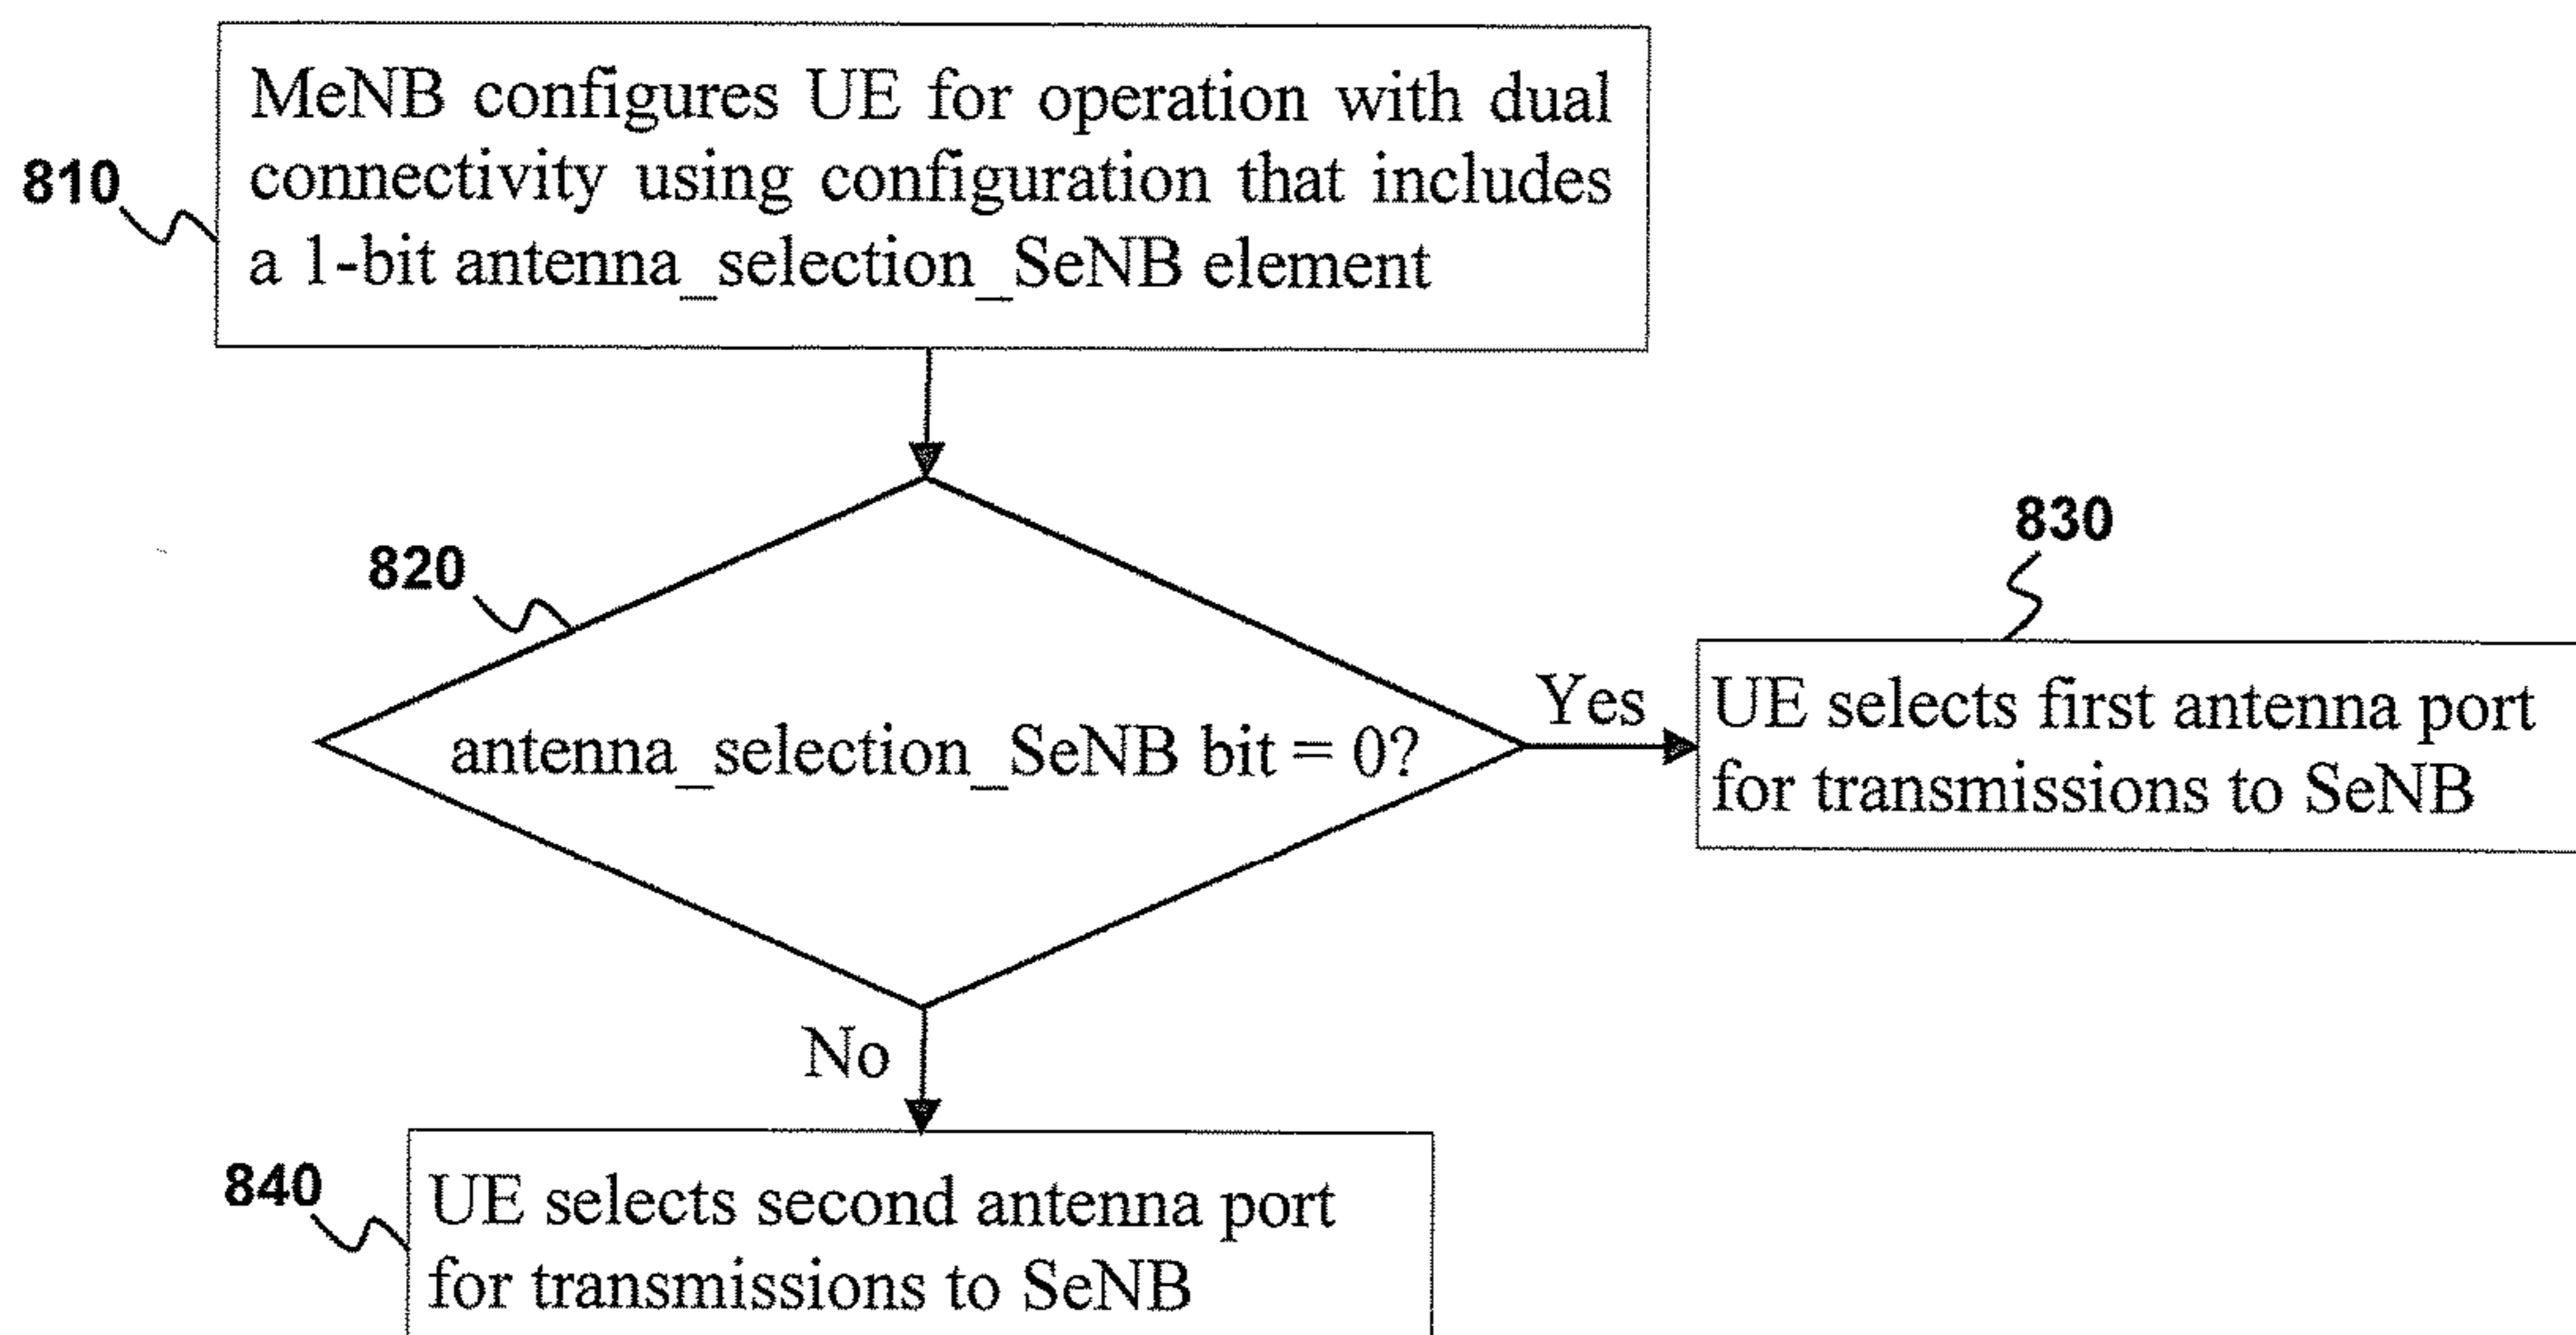 MeNB configures UE for operation with dual
connectivity using configuration that includes
a 1-bit antenna_selection_SeNB element
810
820
antenna_selection_SeNB bit = 0?
Yes
830
UE selects first antenna port
for transmissions to SeNB
No
840
UE selects second antenna port
for transmissions to SeNB